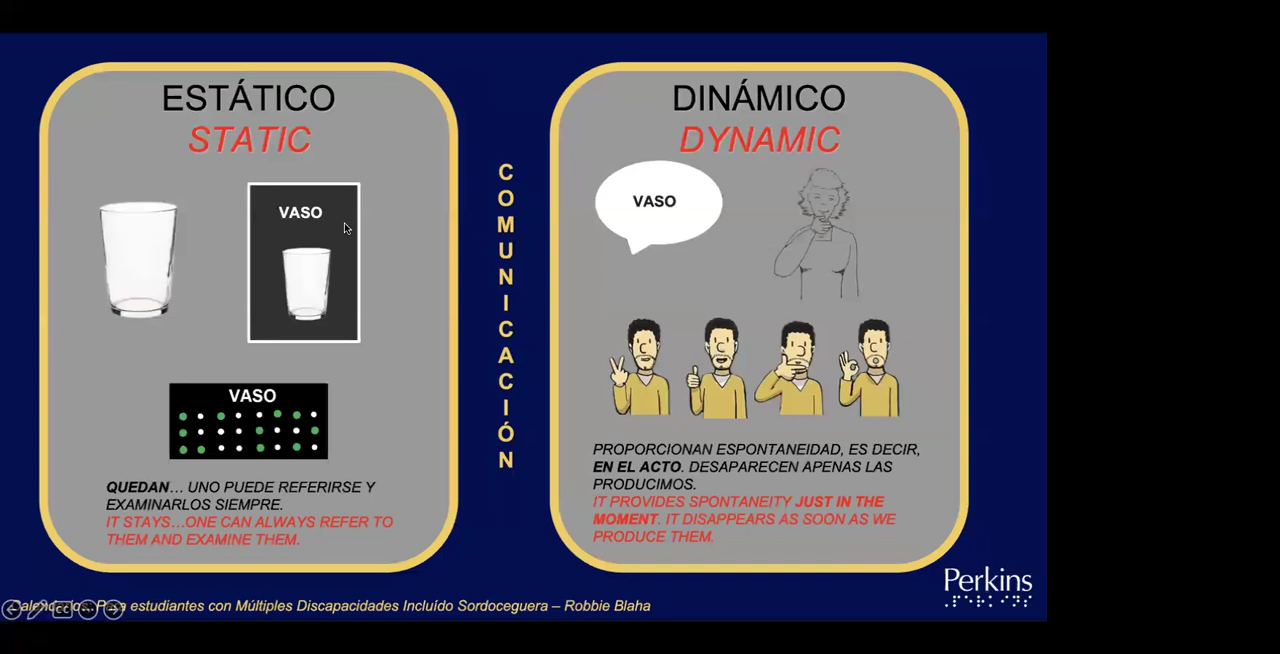 ESTÁTICO
STATIC
VASO
VASO
QUEDAN… UNO PUEDE REFERIRSE Y
EXAMINARLOS SIEMPRE.
IT STAYS…ONE CAN ALWAYS REFER TO
THEM AND EXAMINE THEM.
COMUNICACIÓN
DINÁMICO
DYNAMIC
VASO
PROPORCIONAN ESPONTANEIDAD, ES DECIR,
EN EL ACTO. DESAPARECEN APENAS LAS
PRODUCIMOS.
IT PROVIDES SPONTANEITY JUST IN THE
MOMENT. IT DISAPPEARS AS SOON AS WE
PRODUCE THEM.
Perkins
estudiantes con Múltiples Discapacidades Incluído Sordoceguera – Robbie Blaha
CC